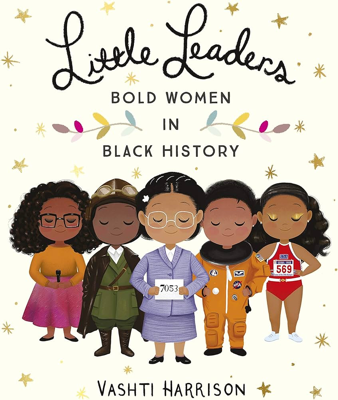 Little Leaders
BOLD WOMEN
IN
BLACK HISTORY
7053
569
VASHTI HARRISON